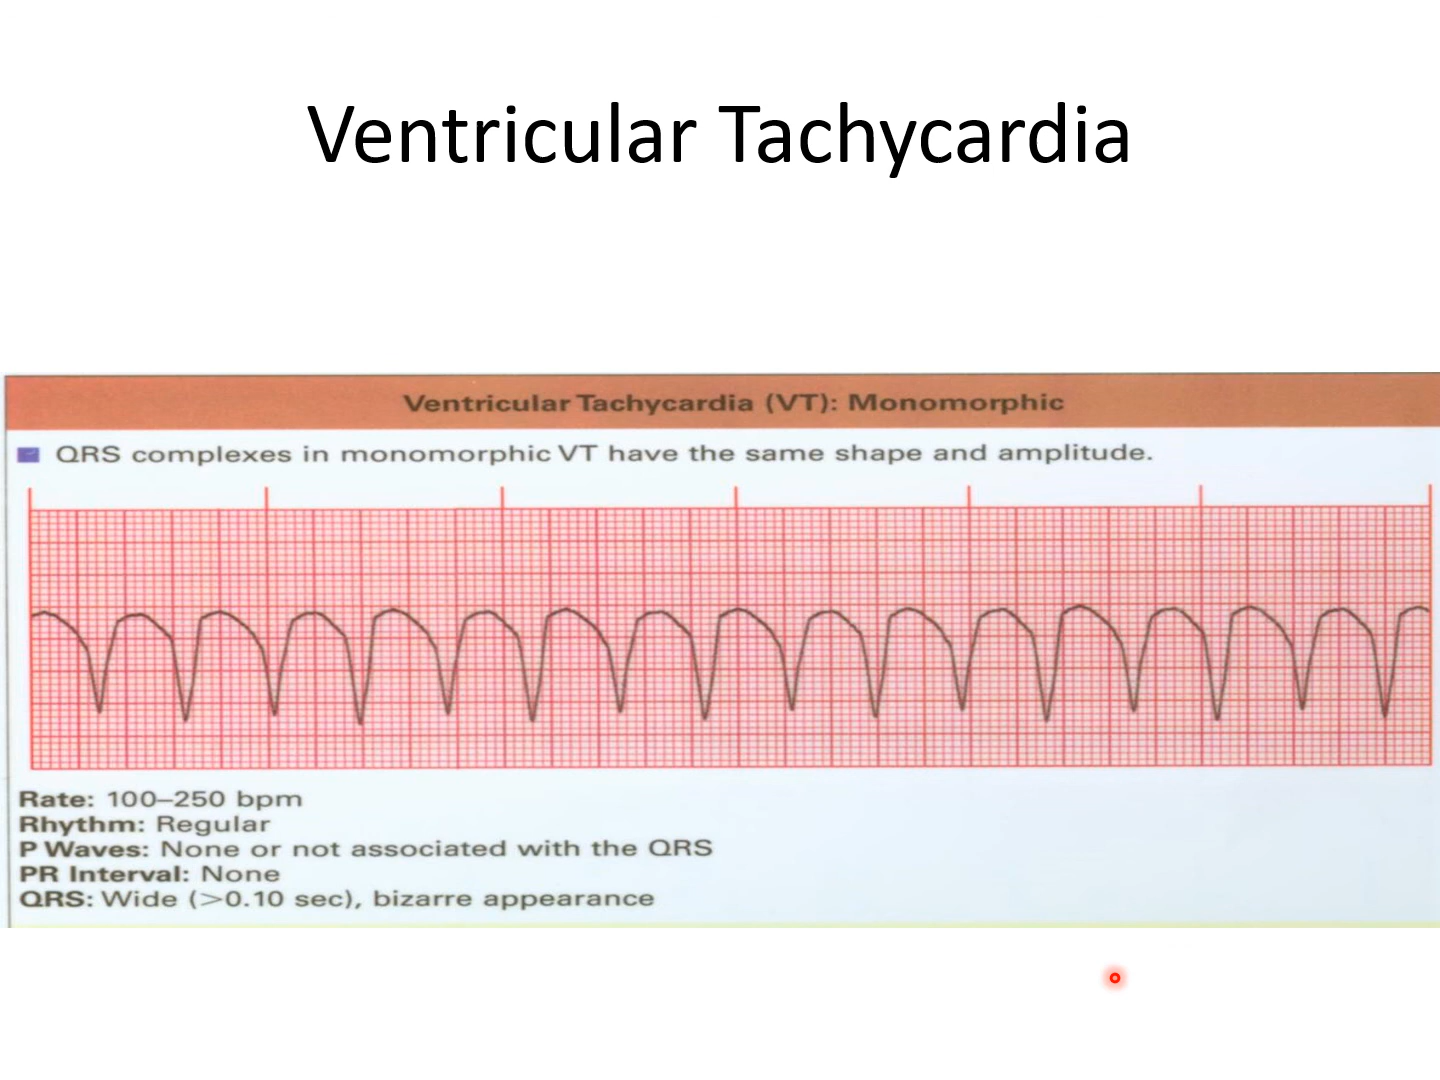 Ventricular Tachycardia
Ventricular Tachycardia (VT): Monomorphic
QRS complexes in monomorphic VT have the same shape and amplitude.
Rate: 100–250 bpm
Rhythm: Regular
P Waves: None or not associated with the QRS
PR Interval: None
QRS: Wide (>0.10 sec), bizarre appearance